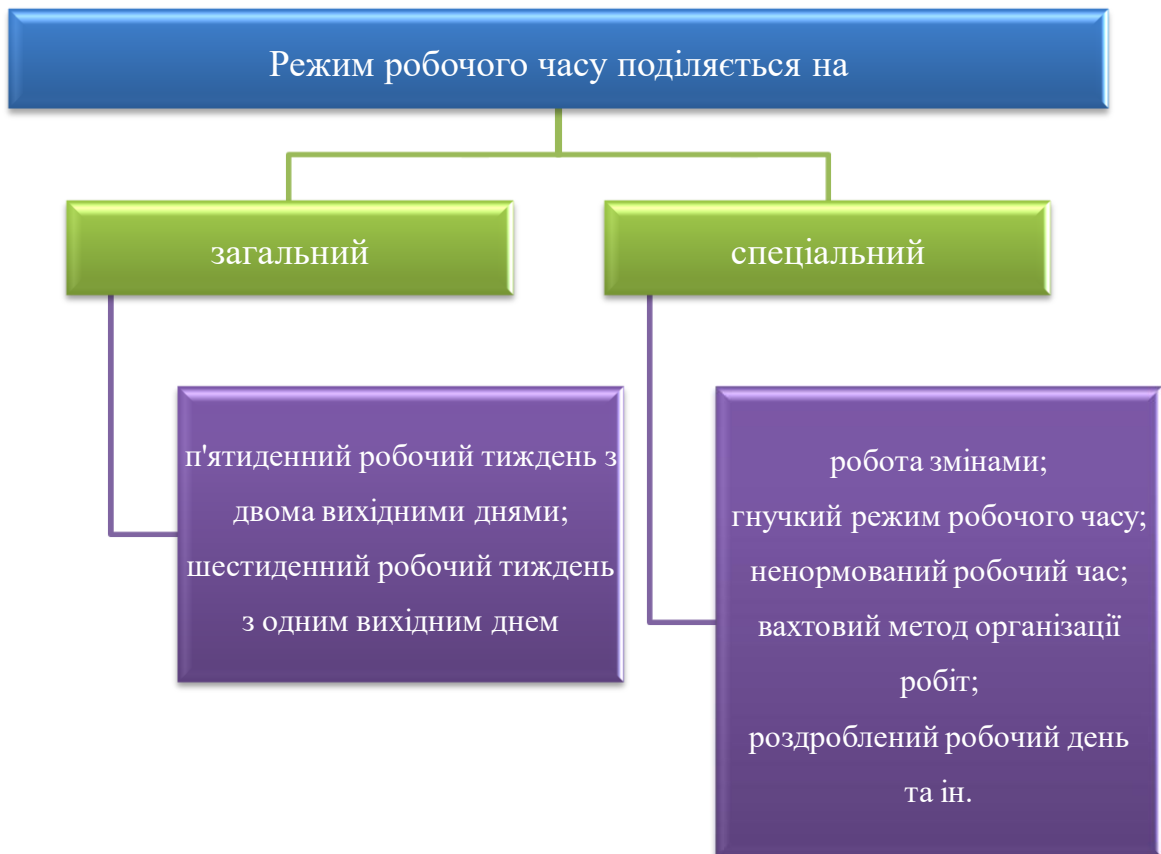 Режим робочого часу поділяється на
загальний
спеціальний
п'ятиденний робочий тиждень з
двома вихідними днями;
шестиденний робочий тиждень
з одним вихідним днем
робота змінами;
гнучкий режим робочого часу;
ненормований робочий час;
вахтовий метод організації
робіт;
роздроблений робочий день
та ін.